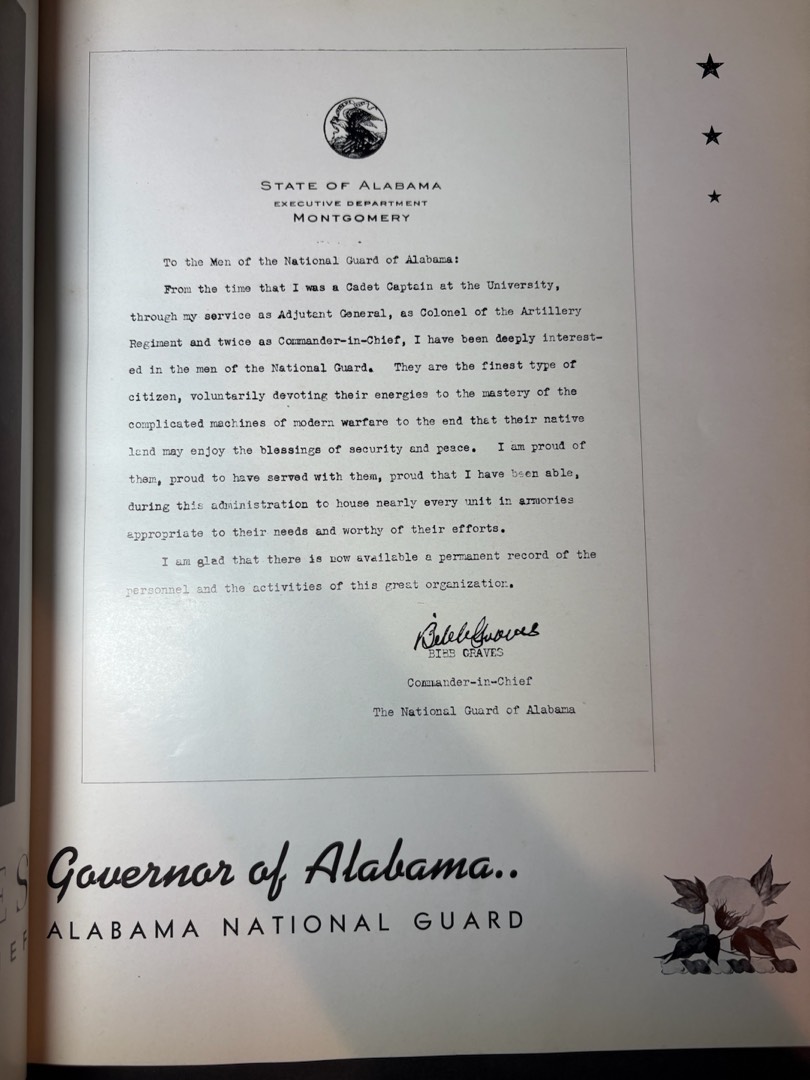 STATE OF ALABAMA
EXECUTIVE DEPARTMENT
MONTGOMERY
To the Men of the National Guard of Alabama:
From the time that I was a Cadet Captain at the University,
through my service as Adjutant General, as Colonel of the Artillery
Regiment and twice as Commander-in-Chief, I have been deeply interest-
ed in the men of the National Guard. They are the finest type of
citizen, voluntarily devoting their energies to the mastery of the
complicated machines of modern warfare to the end that their native
land may enjoy the blessings of security and peace. I am proud of
them, proud to have served with them, proud that I have been able,
during this administration to house nearly every unit in armories
appropriate to their needs and worthy of their efforts.
I am glad that there is now available a permanent record of the
personnel and the activities of this great organization.
Bibb Graves
BIBB GRAVES
Commander-in-Chief
The National Guard of Alabama
Governor of Alabama..
ALABAMA NATIONAL GUARD